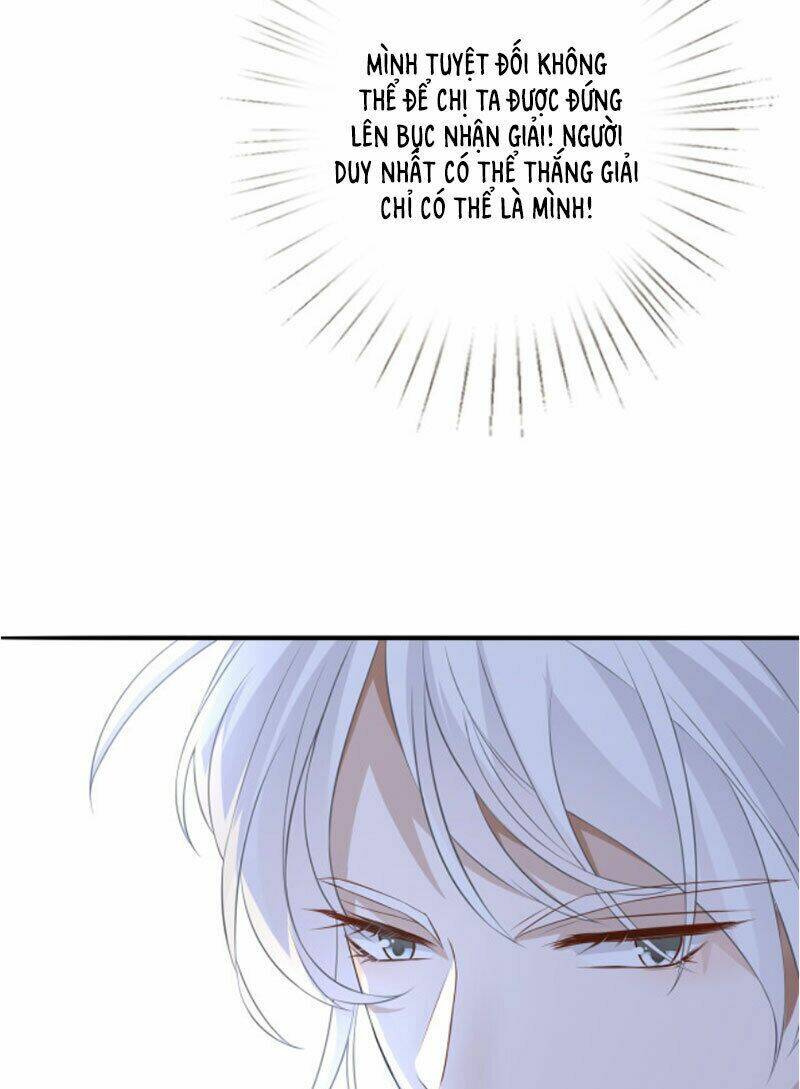 MÌNH TUYỆT ĐỐI KHÔNG
THỂ ĐỂ CHỊ TA ĐƯỢC ĐỨNG
LÊN BỤC NHẬN GIẢI! NGƯỜI
DUY NHẤT CÓ THỂ THẮNG GIẢI
CHỈ CÓ THỂ LÀ MÌNH!